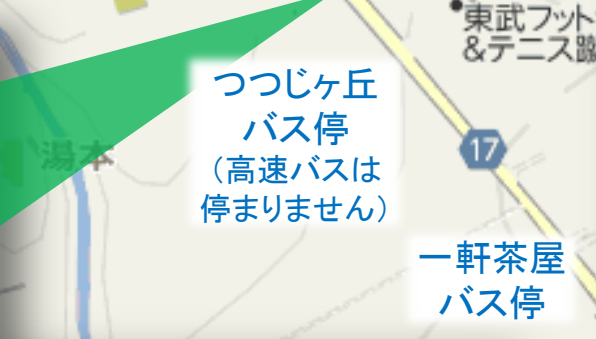 東武フット
&テニス
つつじヶ丘
バス停
(高速バスは
停まりません)
湯本
17
一軒茶屋
バス停